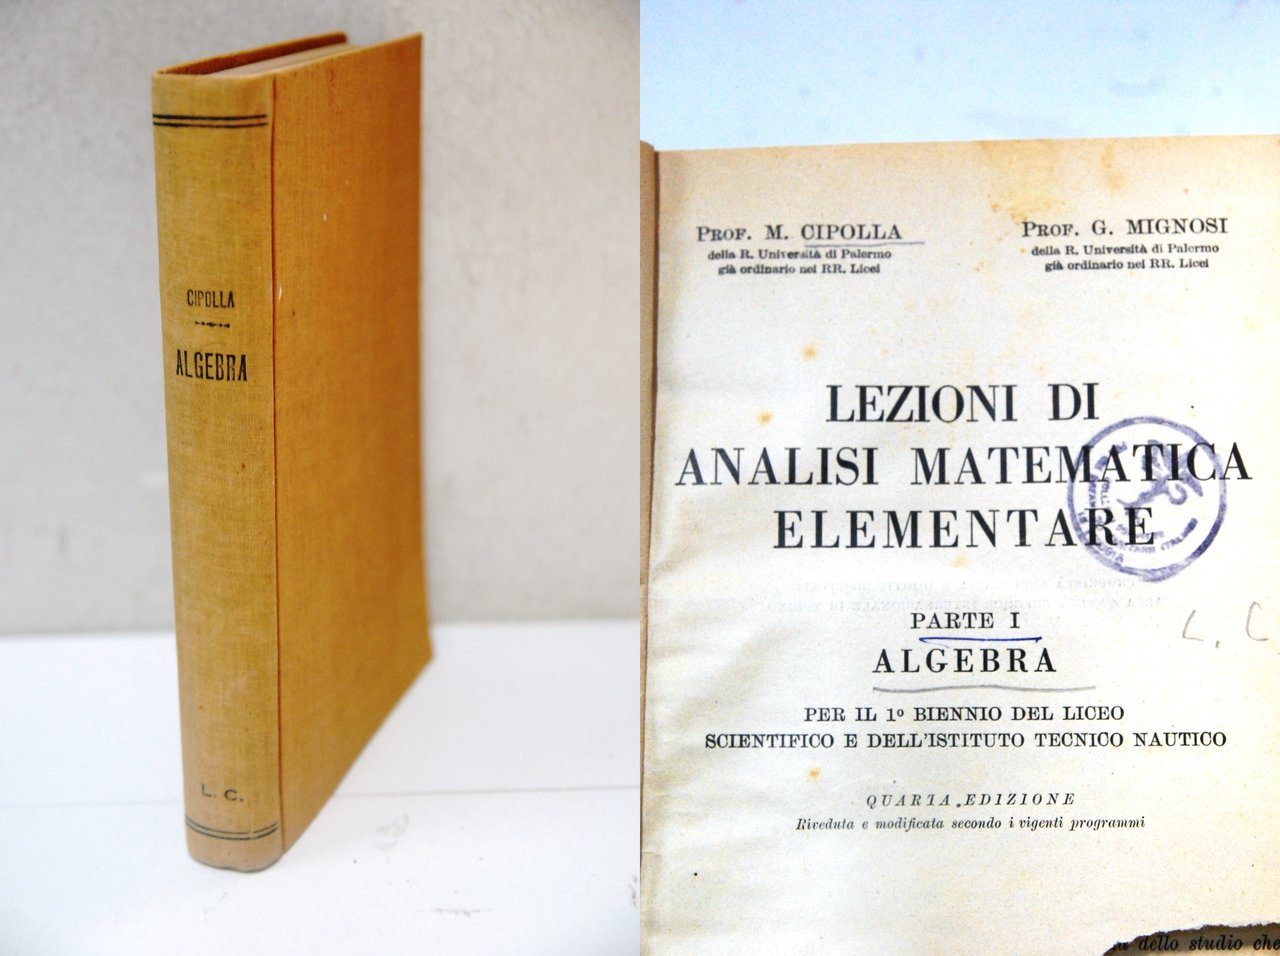 CIPOLLA
ALGEBRA
L. C.
PROF. M. CIPOLLA
della R. Università di Palermo
già ordinario nei RR. Licei
PROF. G. MIGNOSI
della R. Università di Palermo
già ordinario nei RR. Licei
LEZIONI DI
ANALISI MATEMATICA
ELEMENTARE
L. C
PARTE I
ALGEBRA
PER IL 1º BIENNIO DEL LICEO
SCIENTIFICO E DELL'ISTITUTO TECNICO NAUTICO
QUARTA EDIZIONE
Riveduta e modificata secondo i vigenti programmi
dello studio che